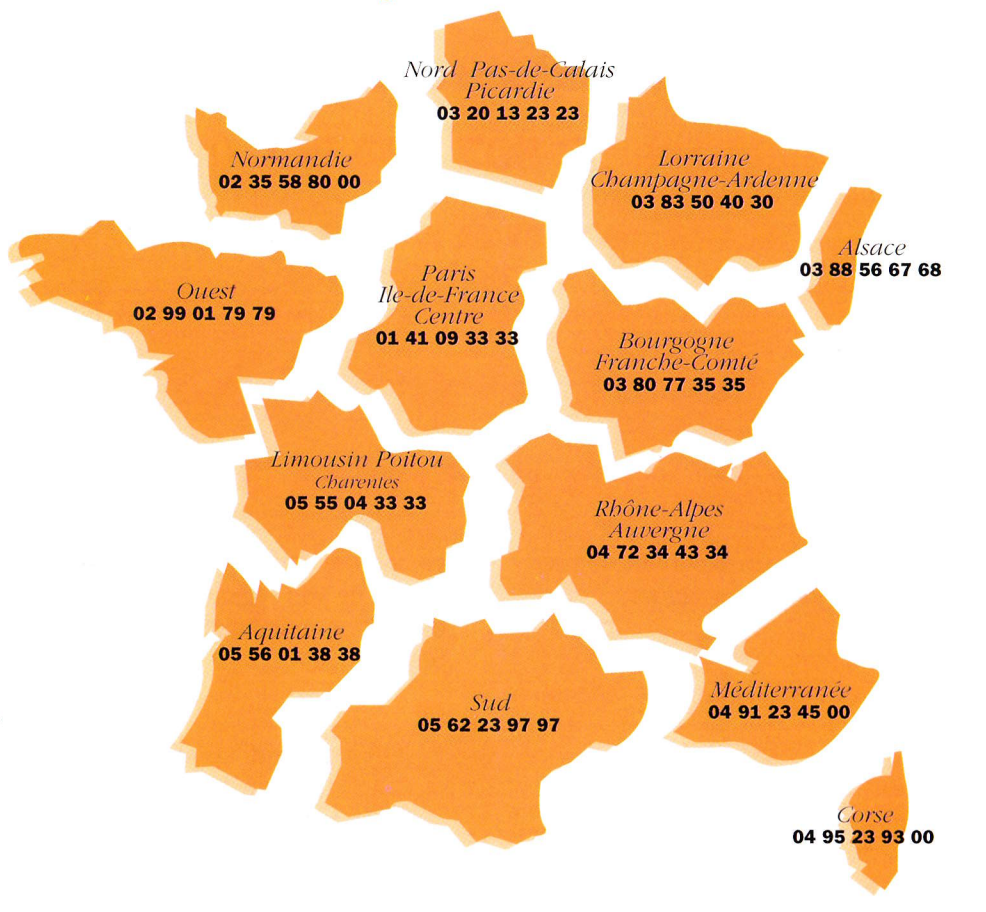 Nord Pas-de-Calais
Picardie
03 20 13 23 23
Normandie
02 35 58 80 00
Lorraine
Champagne-Ardenne
03 83 50 40 30
Alsace
03 88 56 67 68
Ouest
02 99 01 79 79
Paris
Ile-de-France
Centre
01 41 09 33 33
Bourgogne
Franche-Comté
03 80 77 35 35
Limousin Poitou
Charentes
05 55 04 33 33
Rhône-Alpes
Auvergne
04 72 34 43 34
Aquitaine
05 56 01 38 38
Sud
05 62 23 97 97
Méditerranée
04 91 23 45 00
Corse
04 95 23 93 00